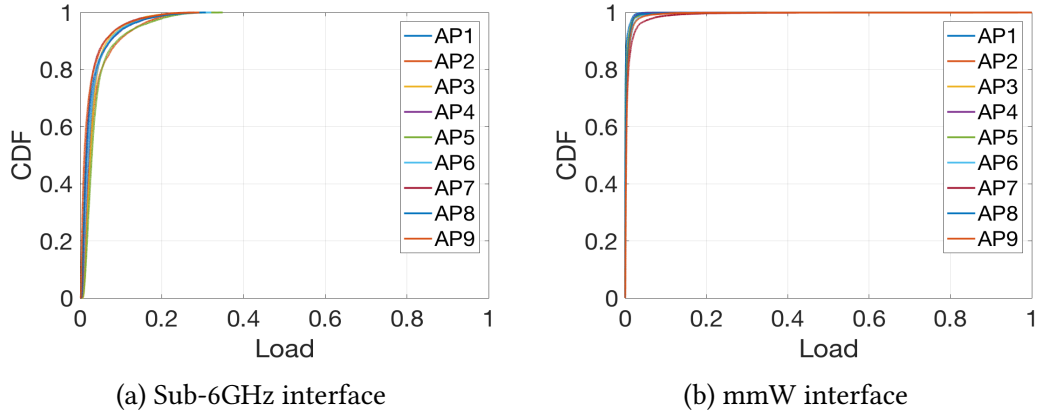 1
0.8
0.6
0.4
0.2
0
CDF
0 0.2 0.4 0.6 0.8 1
Load
AP1
AP2
AP3
AP4
AP5
AP6
AP7
AP8
AP9
(a) Sub-6GHz interface
1
0.8
0.6
0.4
0.2
0
CDF
0 0.2 0.4 0.6 0.8 1
Load
AP1
AP2
AP3
AP4
AP5
AP6
AP7
AP8
AP9
(b) mmW interface